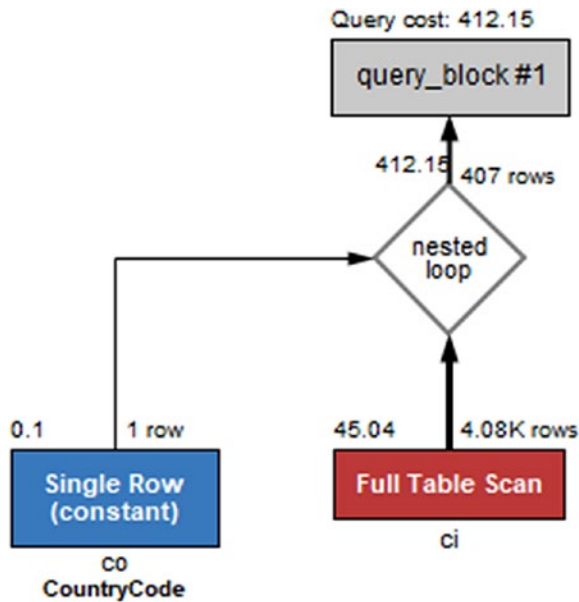 Query cost: 412.15
query_block #1
412.15
407 rows
nested
loop
0.1
1 row
45.04
4.08K rows
Single Row
(constant)
Full Table Scan
co
CountryCode
ci